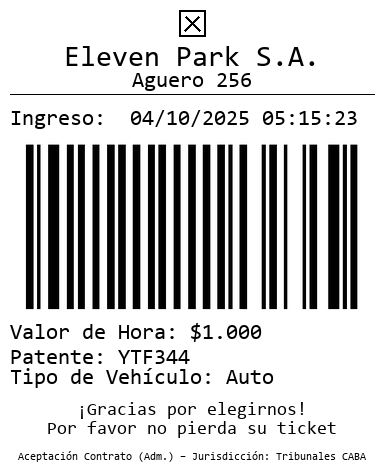 Eleven Park S.A.
Aguero 256
Ingreso: 04/10/2025 05:15:23
Valor de Hora: $1.000
Patente: YTF344
Tipo de Vehículo: Auto
¡Gracias por elegirnos!
Por favor no pierda su ticket
Aceptación Contrato (Adm.) – Jurisdicción: Tribunales CABA